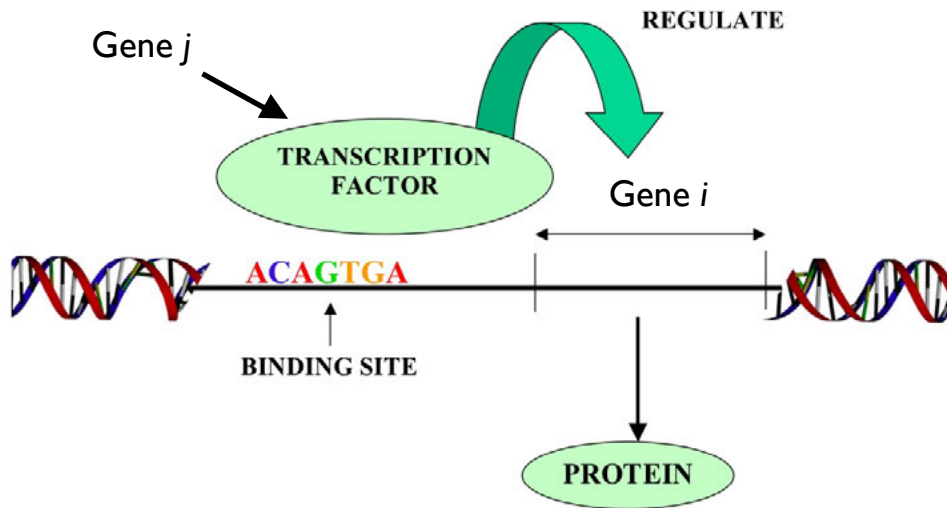 REGULATE
Gene j
TRANSCRIPTION
FACTOR
Gene i
ACAGTGA
BINDING SITE
PROTEIN